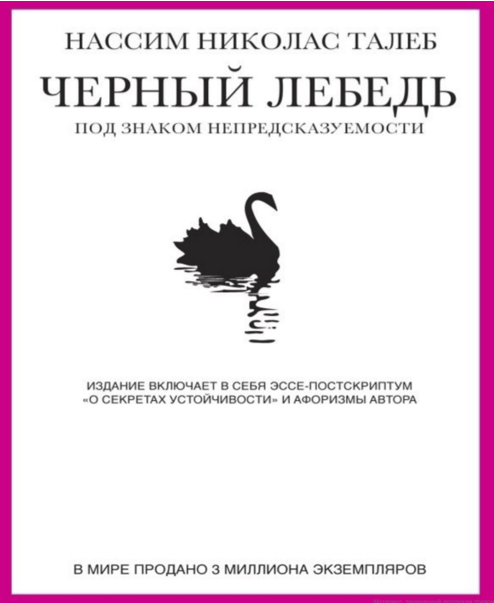 НАССИМ НИКОЛАС ТАЛЕБ
ЧЕРНЫЙ ЛЕБЕДЬ
ПОД ЗНАКОМ НЕПРЕДСКАЗУЕМОСТИ
ИЗДАНИЕ ВКЛЮЧАЕТ В СЕБЯ ЭССЕ-ПОСТСКРИПТУМ
«О СЕКРЕТАХ УСТОЙЧИВОСТИ» И АФОРИЗМЫ АВТОРА
В МИРЕ ПРОДАНО 3 МИЛЛИОНА ЭКЗЕМПЛЯРОВ